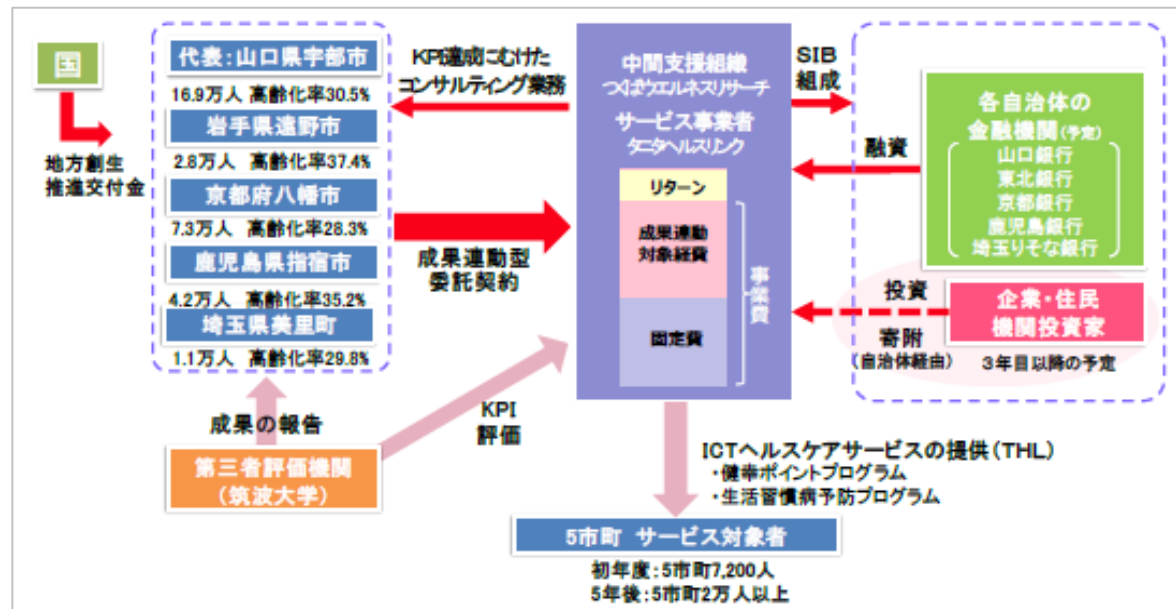 国
地方創生
推進交付金
代表:山口県宇部市
16.9万人 高齢化率30.5%
岩手県遠野市
2.8万人 高齢化率37.4%
京都府八幡市
7.3万人 高齢化率28.3%
鹿児島県指宿市
4.2万人 高齢化率35.2%
埼玉県美里町
1.1万人 高齢化率29.8%
成果の報告
第三者評価機関
(筑波大学)
KPI達成にむけた
コンサルティング業務
成果連動型
委託契約
KPI
評価
中間支援組織
つくばウエルネスリサーチ
サービス事業者
タニタヘルスリンク
リターン
成果連動
対象経費
固定費
事業費
SIB
組成
融資
各自治体の
金融機関(予定)
山口銀行
東北銀行
京都銀行
鹿児島銀行
埼玉りそな銀行
投資
寄附
(自治体経由)
企業・住民
機関投資家
3年目以降の予定
ICTヘルスケアサービスの提供(THL)
・健幸ポイントプログラム
・生活習慣病予防プログラム
5市町 サービス対象者
初年度:5市町7,200人
5年後:5市町2万人以上